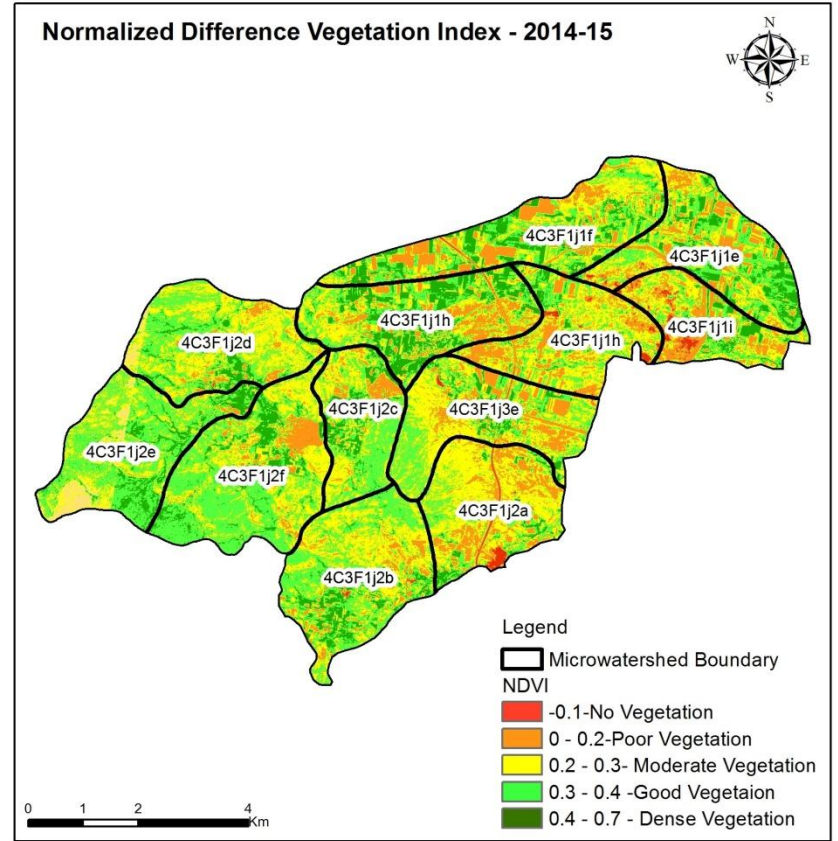 Normalized Difference Vegetation Index - 2014-15
N
W E
S
4C3F1j1f
4C3F1j1e
4C3F1j1h
4C3F1j1i
4C3F1j1h
4C3F1j2d
4C3F1j2c
4C3F1j3e
4C3F1j2e
4C3F1j2f
4C3F1j2a
4C3F1j2b
Legend
Microwatershed Boundary
NDVI
-0.1-No Vegetation
0 - 0.2-Poor Vegetation
0.2 - 0.3- Moderate Vegetation
0.3 - 0.4 -Good Vegetaion
0.4 - 0.7 - Dense Vegetation
0 1 2 4
Km